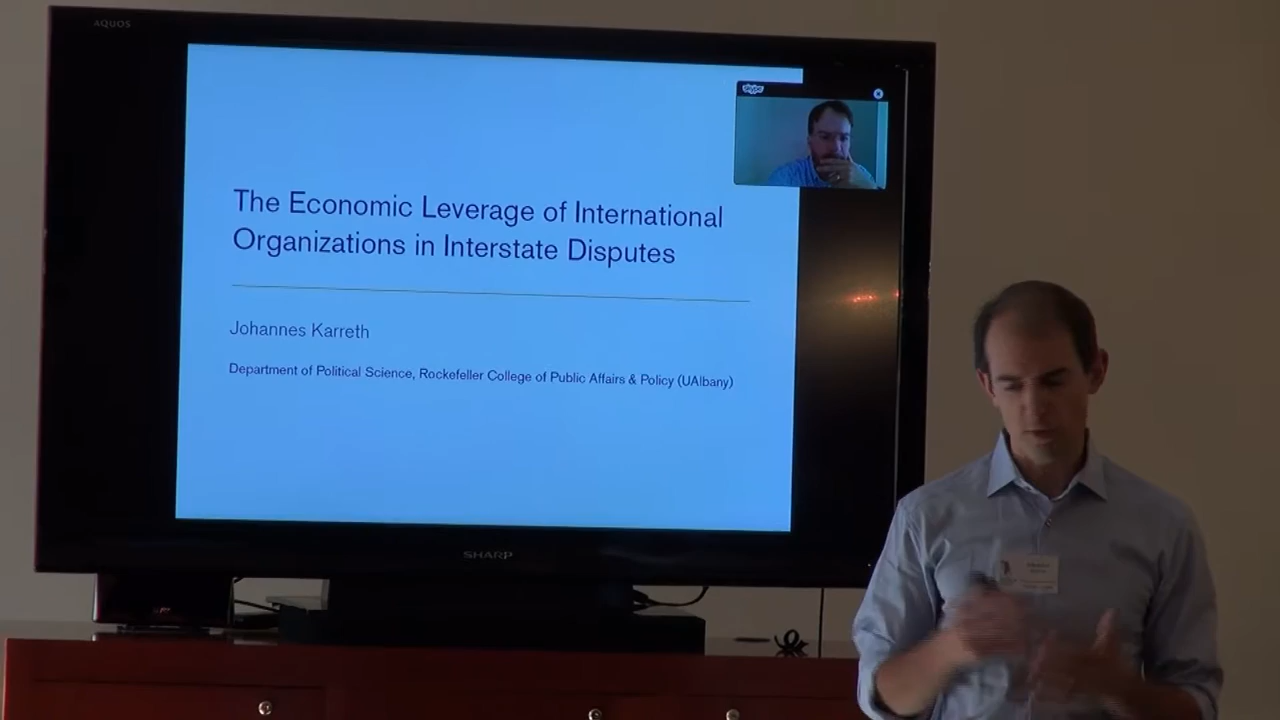 AQUOS
skype
The Economic Leverage of International
Organizations in Interstate Disputes
Johannes Karreth
Department of Political Science, Rockefeller College of Public Affairs & Policy (UAlbany)
SHARP